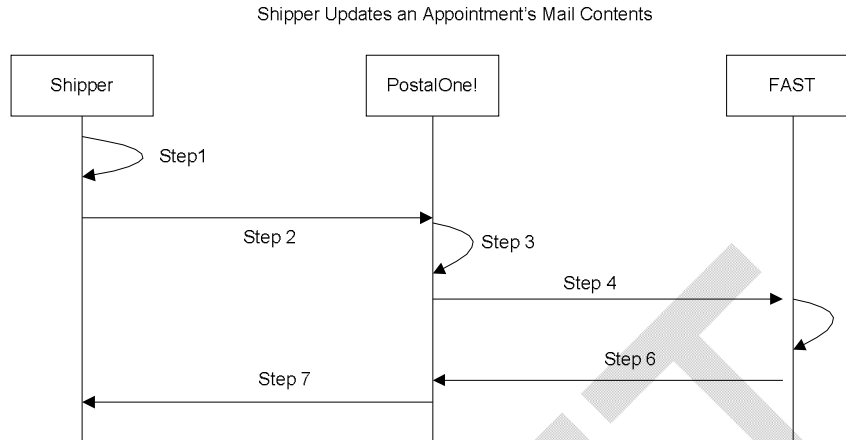 Shipper Updates an Appointment's Mail Contents
Shipper
PostalOne!
FAST
Step1
Step 2
Step 3
Step 4
Step 6
Step 7